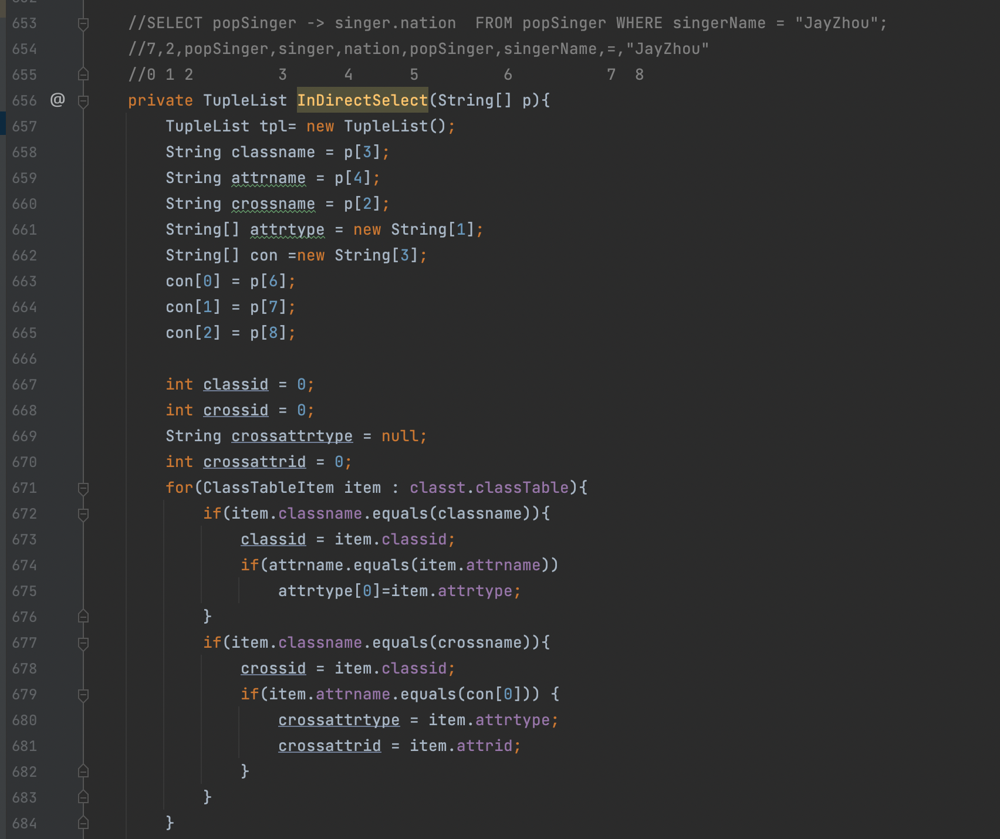 653 //SELECT popSinger -> singer.nation  FROM popSinger WHERE singerName = "JayZhou";
654 //7,2,popSinger,singer,nation,popSinger,singerName,=,"JayZhou"
655 //0 1 2         3      4      5         6          7  8
656 @ private TupleList InDirectSelect(String[] p){
657     TupleList tpl= new TupleList();
658     String classname = p[3];
659     String attrname = p[4];
660     String crossname = p[2];
661     String[] attrtype = new String[1];
662     String[] con =new String[3];
663     con[0] = p[6];
664     con[1] = p[7];
665     con[2] = p[8];
666
667     int classid = 0;
668     int crossid = 0;
669     String crossattrtype = null;
670     int crossattrid = 0;
671     for(ClassTableItem item : classt.classTable){
672         if(item.classname.equals(classname)){
673             classid = item.classid;
674             if(attrname.equals(item.attrname))
675                 attrtype[0]=item.attrtype;
676         }
677         if(item.classname.equals(crossname)){
678             crossid = item.classid;
679             if(item.attrname.equals(con[0])) {
680                 crossattrtype = item.attrtype;
681                 crossattrid = item.attrid;
682             }
683         }
684     }